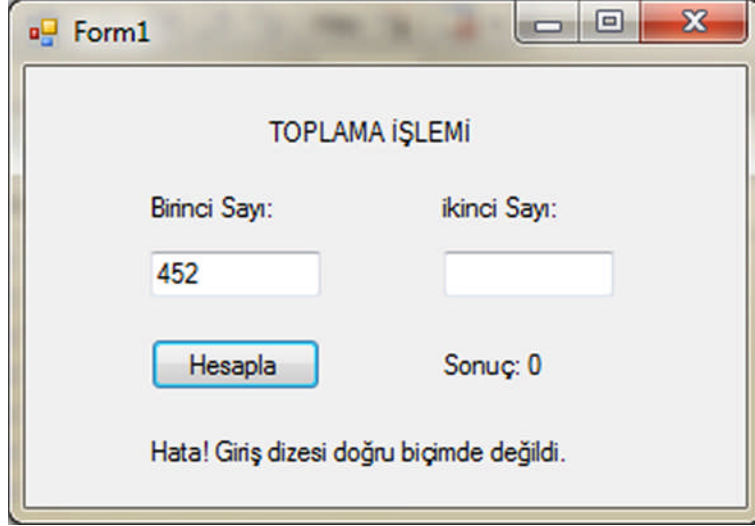 Form1
TOPLAMA İŞLEMİ
Birinci Sayı: ikinci Sayı:
452
Hesapla Sonuç: 0
Hata! Giriş dizesi doğru biçimde değildi.